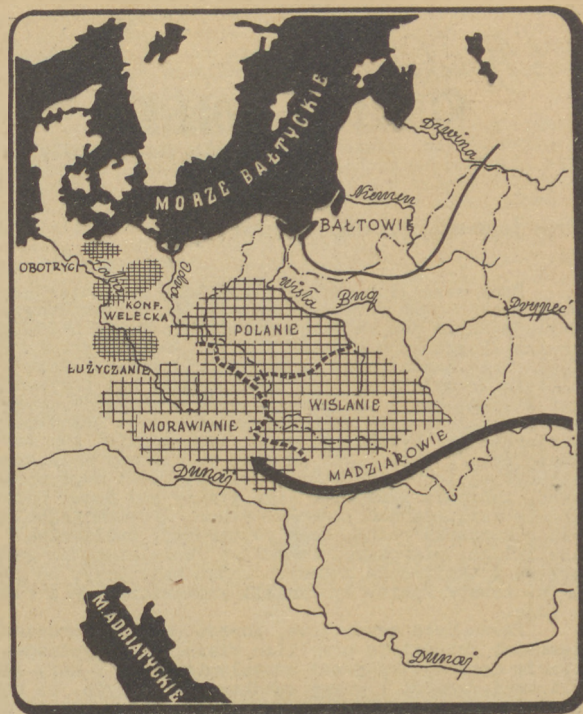 MORZE BAŁTYCKIE
Dźwina
Niemen
BAŁTOWIE
OBOTRYCI
Łaba
Odra
KONF.
WELECKA
Wisła
Bug
Prypeć
POLANIE
ŁUŻYCZANIE
WIŚLANIE
MORAWIANIE
MADZIAROWIE
Dunaj
M. ADRIATYCKIE
Dunaj